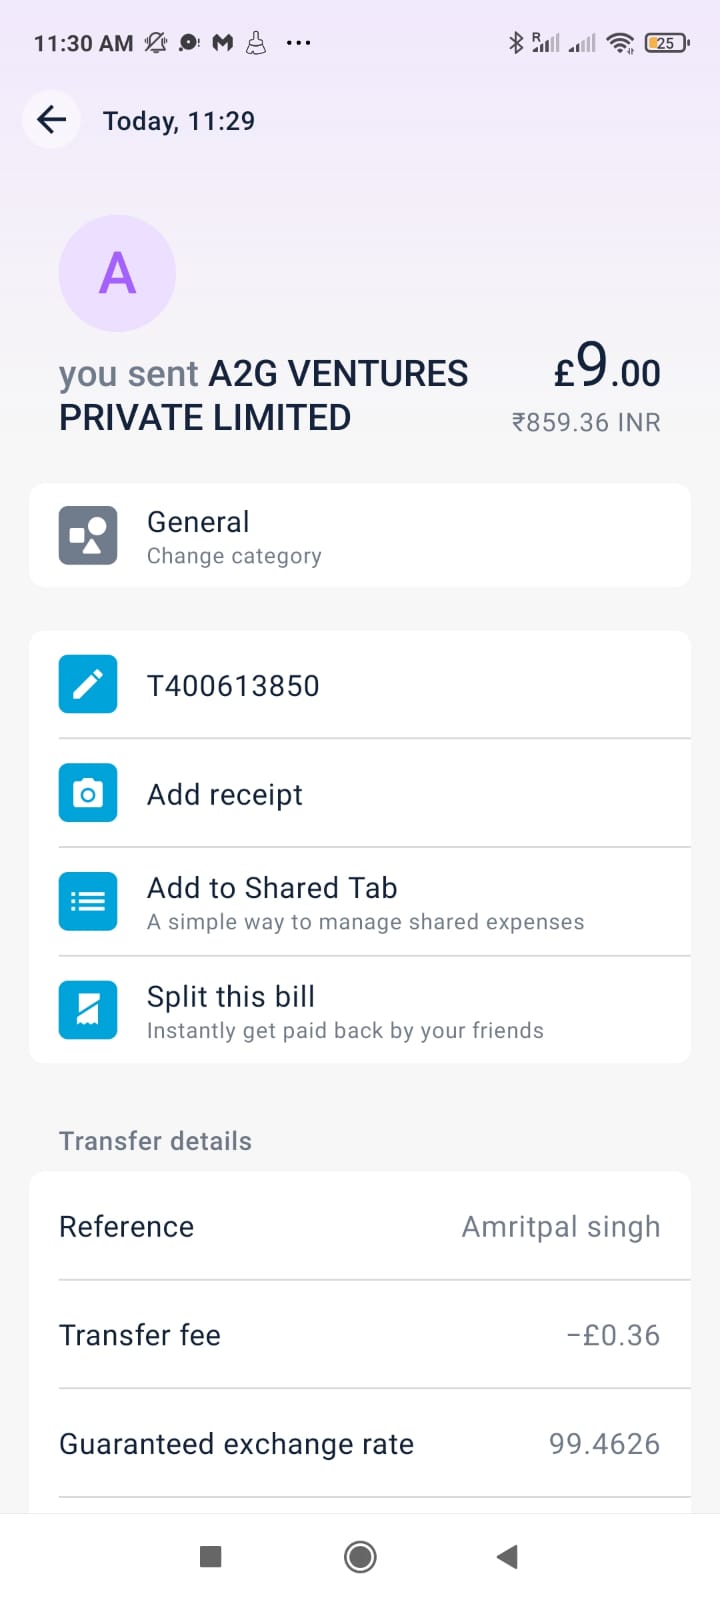 11:30 AM
R
25
Today, 11:29
A
you sent A2G VENTURES
PRIVATE LIMITED
£9.00
₹859.36 INR
General
Change category
T400613850
Add receipt
Add to Shared Tab
A simple way to manage shared expenses
Split this bill
Instantly get paid back by your friends
Transfer details
Reference Amritpal singh
Transfer fee -£0.36
Guaranteed exchange rate 99.4626